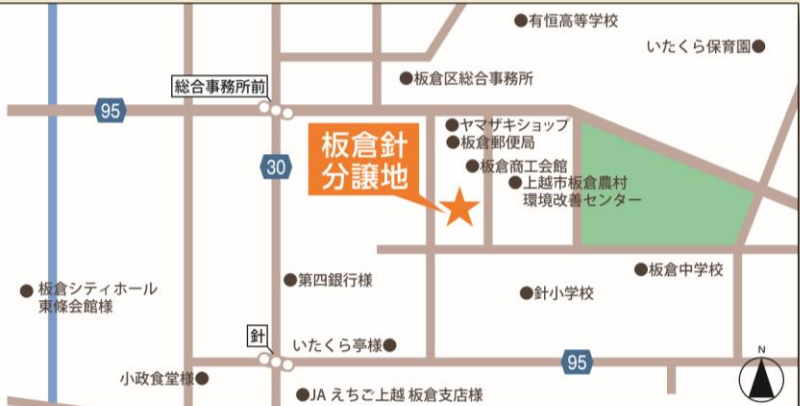 有恒高等学校
いたくら保育園
板倉区総合事務所
総合事務所前
95
ヤマザキショップ
板倉郵便局
板倉針
分譲地
30
板倉商工会館
上越市板倉農村
環境改善センター
板倉中学校
第四銀行様
針小学校
板倉シティホール
東條会館様
針
いたくら亭様
95
小政食堂様
JA えちご上越 板倉支店様
N